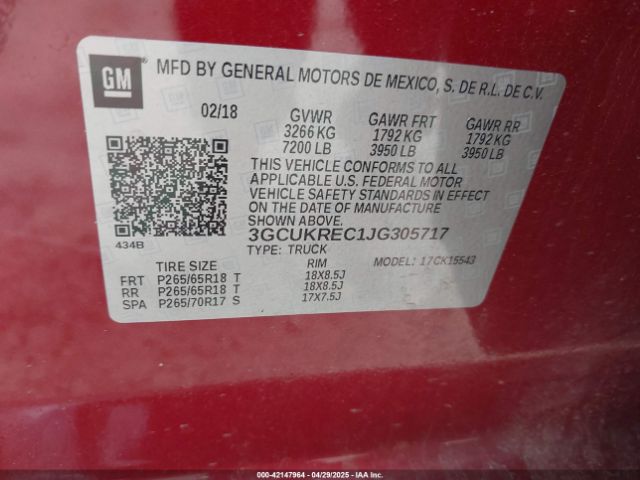 GM
MFD BY GENERAL MOTORS DE MEXICO, S. DE R.L. DE C.V.
02/18 GVWR GAWR FRT GAWR RR
3266 KG 1792 KG 1792 KG
7200 LB 3950 LB 3950 LB
THIS VEHICLE CONFORMS TO ALL
APPLICABLE U.S. FEDERAL MOTOR
VEHICLE SAFETY STANDARDS IN EFFECT ON
THE DATE OF MANUFACTURE
SHOWN ABOVE.
434B 3GCUKREC1JG305717
TYPE: TRUCK MODEL: 17CK15543
TIRE SIZE RIM
FRT P265/65R18 T 18X8.5J
RR P265/65R18 T 18X8.5J
SPA P265/70R17 S 17X7.5J
000-42147964 | 04/29/2025 - IAA Inc.